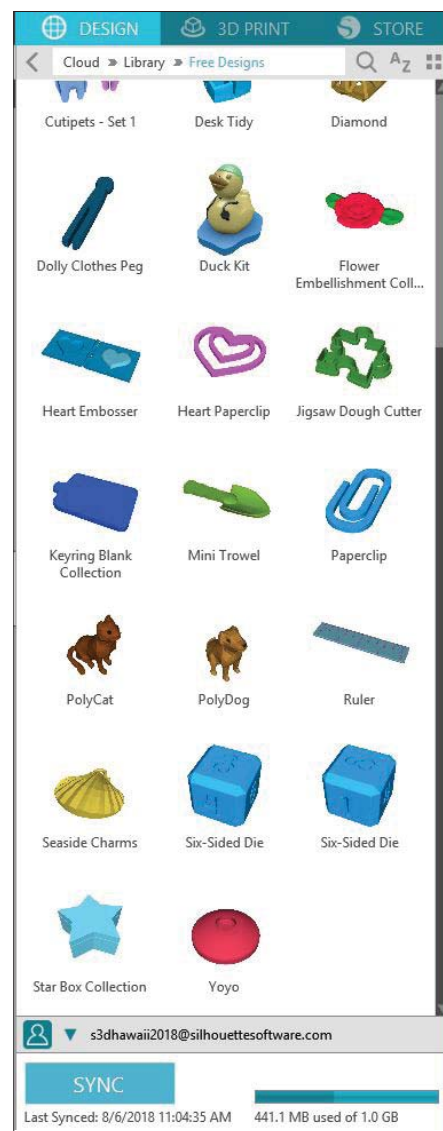 DESIGN 3D PRINT STORE
Cloud » Library » Free Designs AZ
Cutipets - Set 1 Desk Tidy Diamond
Dolly Clothes Peg Duck Kit Flower
Embellishment Coll...
Heart Embosser Heart Paperclip Jigsaw Dough Cutter
Keyring Blank Mini Trowel Paperclip
Collection
PolyCat PolyDog Ruler
Seaside Charms Six-Sided Die Six-Sided Die
Star Box Collection Yoyo
s3dhawaii2018@silhouettesoftware.com
SYNC
Last Synced: 8/6/2018 11:04:35 AM 441.1 MB used of 1.0 GB